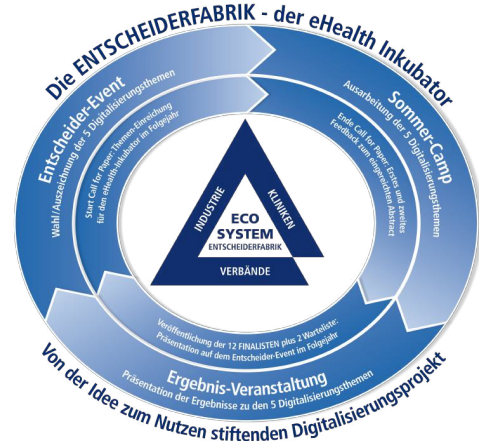 Die ENTSCHEIDERFABRIK - der eHealth Inkubator
Entscheider-Event
Wahl/Auszeichnung der 5 Digitalisierungsthemen
Start Call for Paper: Themen-Einreichung
für den eHealth-Inkubator im Folgejahr
Sommer-Camp
Ausarbeitung der 5 Digitalisierungsthemen
Ende Call for Paper: Erstes und zweites
Feedback zum eingereichten Abstract
INDUSTRIE
KLINIKEN
ECO
SYSTEM
ENTSCHEIDERFABRIK
VERBÄNDE
Veröffentlichung der 12 FINALISTEN plus 2 Warteliste:
Präsentation auf dem Entscheider-Event im Folgejahr
Ergebnis-Veranstaltung
Präsentation der Ergebnisse zu den 5 Digitalisierungsthemen
Von der Idee zum Nutzen stiftenden Digitalisierungsprojekt